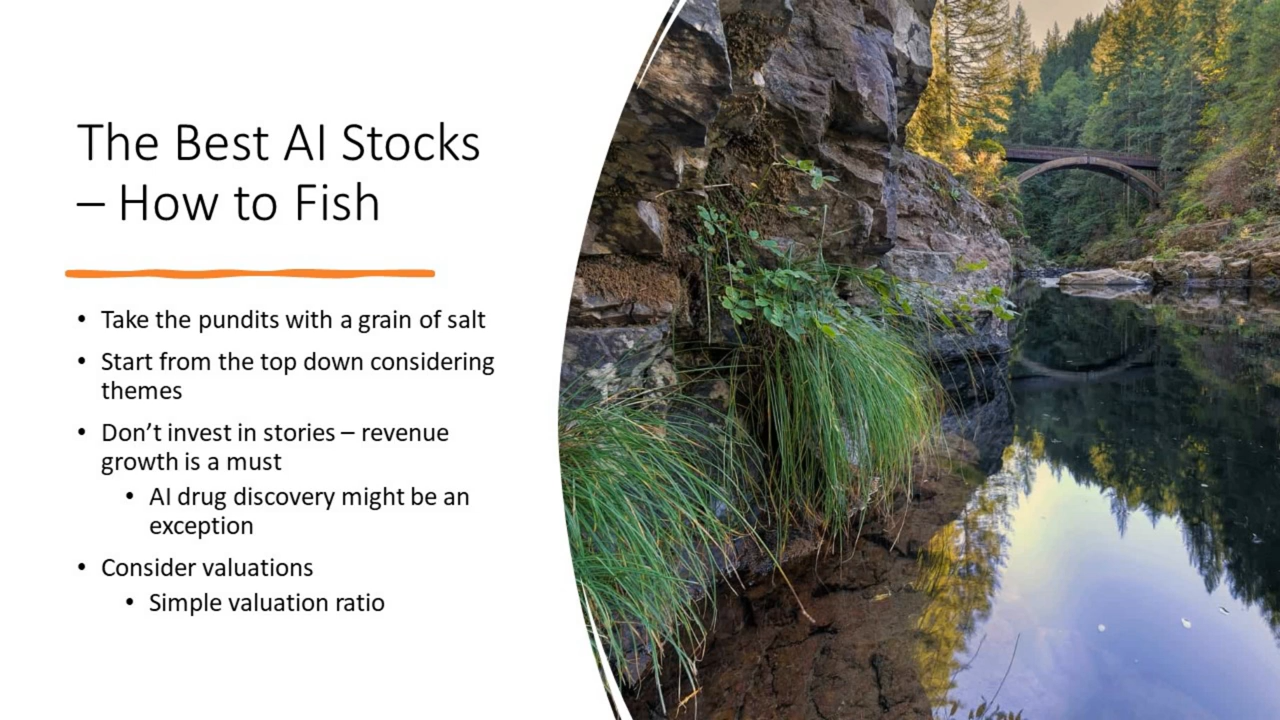 The Best AI Stocks
– How to Fish
• Take the pundits with a grain of salt
• Start from the top down considering
themes
• Don’t invest in stories – revenue
growth is a must
• AI drug discovery might be an
exception
• Consider valuations
• Simple valuation ratio